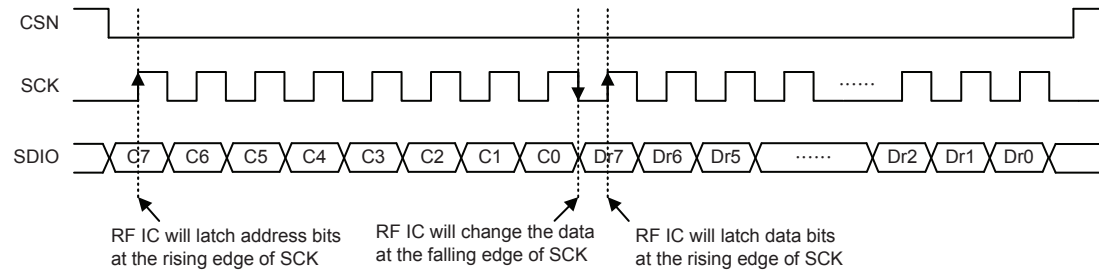 CSN
SCK ······
SDIO C7 C6 C5 C4 C3 C2 C1 C0 Dr7 Dr6 Dr5 ······ Dr2 Dr1 Dr0
RF IC will latch address bits
at the rising edge of SCK
RF IC will change the data
at the falling edge of SCK
RF IC will latch data bits
at the rising edge of SCK